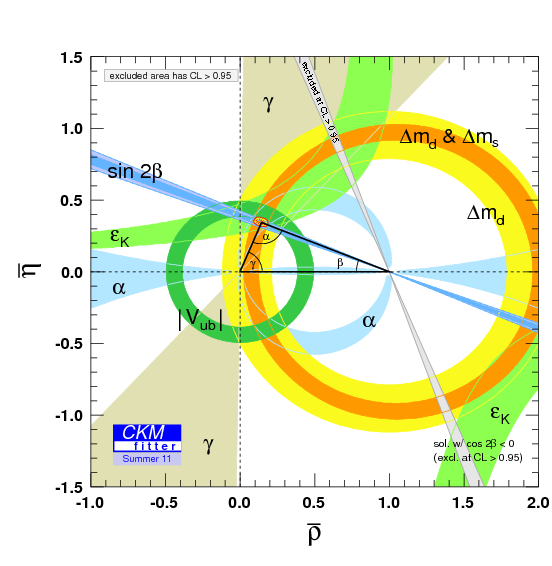 1.5
excluded area has CL > 0.95
excluded at CL > 0.95
γ
1.0
Δm_d & Δm_s
sin 2β
0.5
Δm_d
ε_K
α
γ
β
0.0
α
|V_ub|
α
-0.5
η̄
-1.0
ε_K
CKM
fitter
Summer 11
γ
sol. w/ cos 2β < 0
(excl. at CL > 0.95)
-1.5
-1.0 -0.5 0.0 0.5 1.0 1.5 2.0
ρ̄